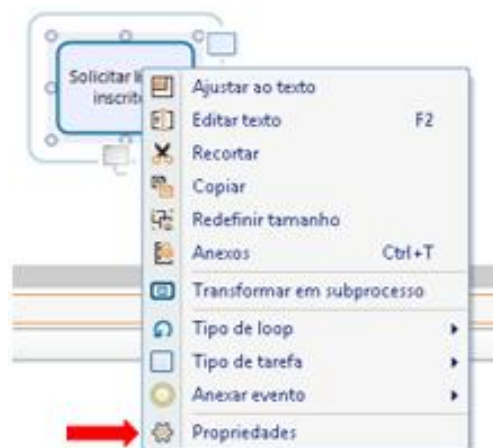 Solicitar
inscrit
Ajustar ao texto
Editar texto F2
Recortar
Copiar
Redefinir tamanho
Anexos Ctrl+T
Transformar em subprocesso
Tipo de loop
Tipo de tarefa
Anexar evento
Propriedades